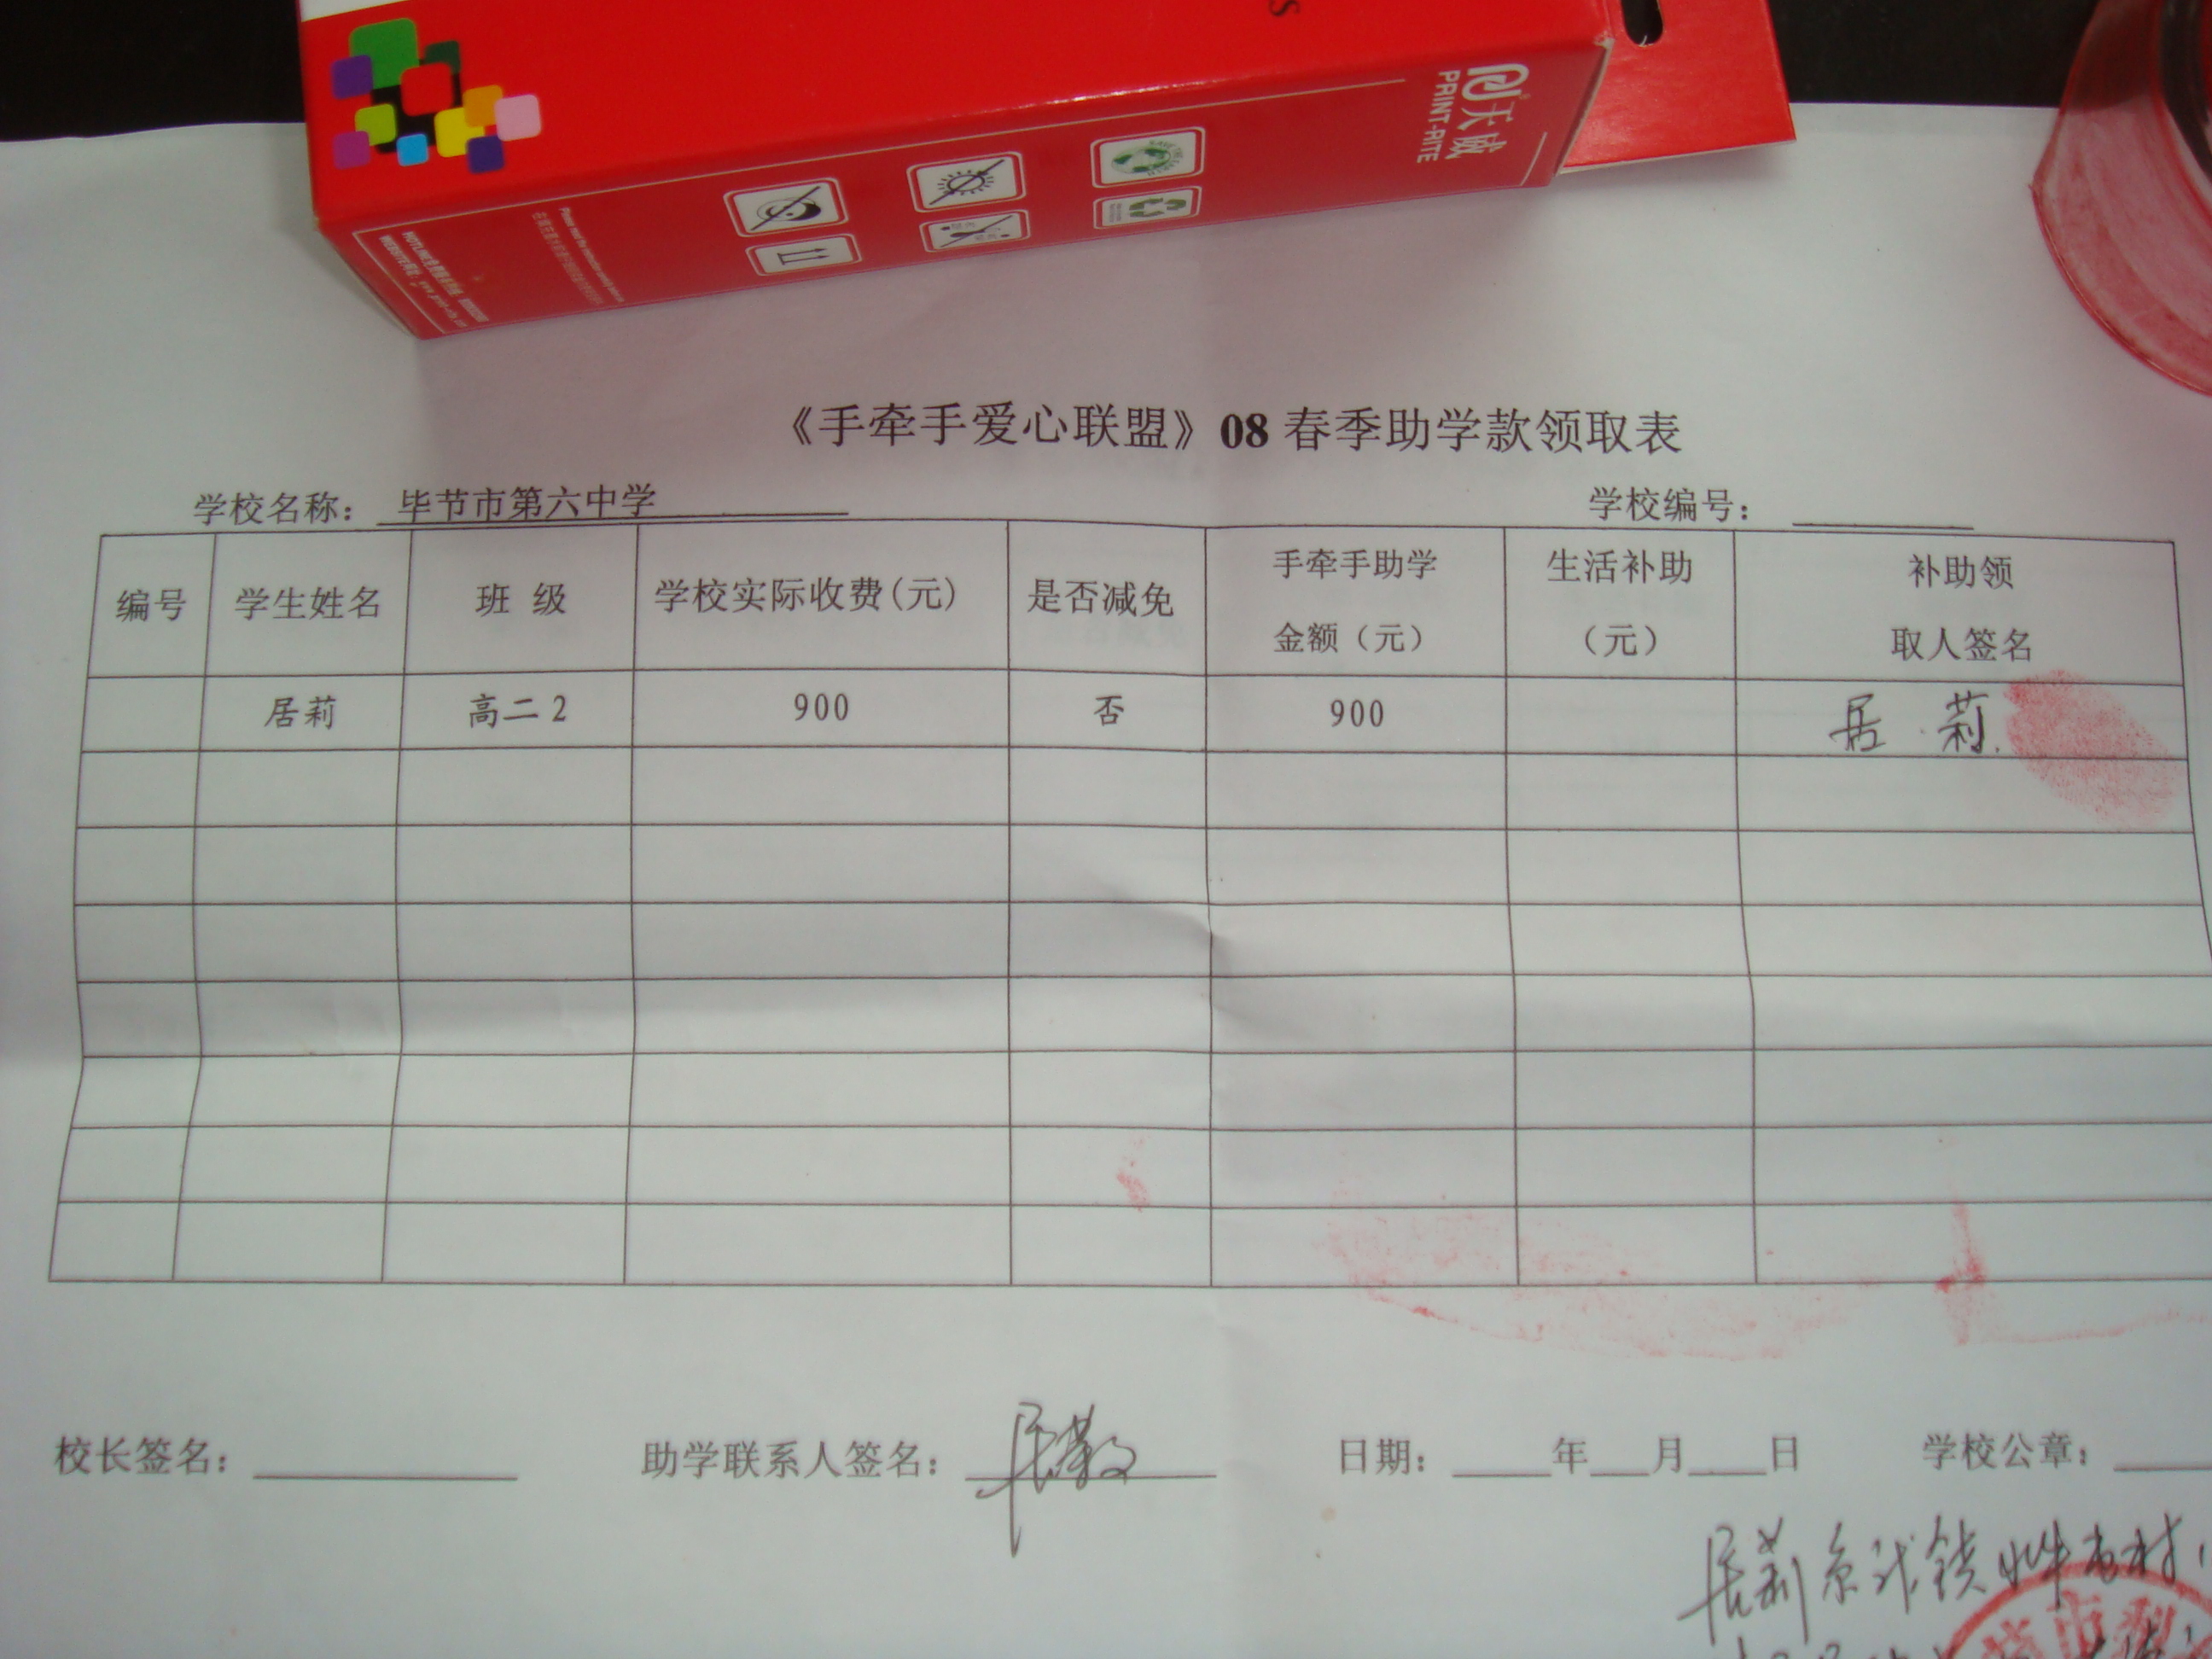 天威
PRINT-RITE
《手牵手爱心联盟》08春季助学款领取表
学校名称： 毕节市第六中学 学校编号：
编号 学生姓名 班 级 学校实际收费(元) 是否减免 手牵手助学金额（元） 生活补助（元） 补助领取人签名
居莉 高二2 900 否 900 居 莉
校长签名： 助学联系人签名： 日期： 年 月 日 学校公章：
居莉系